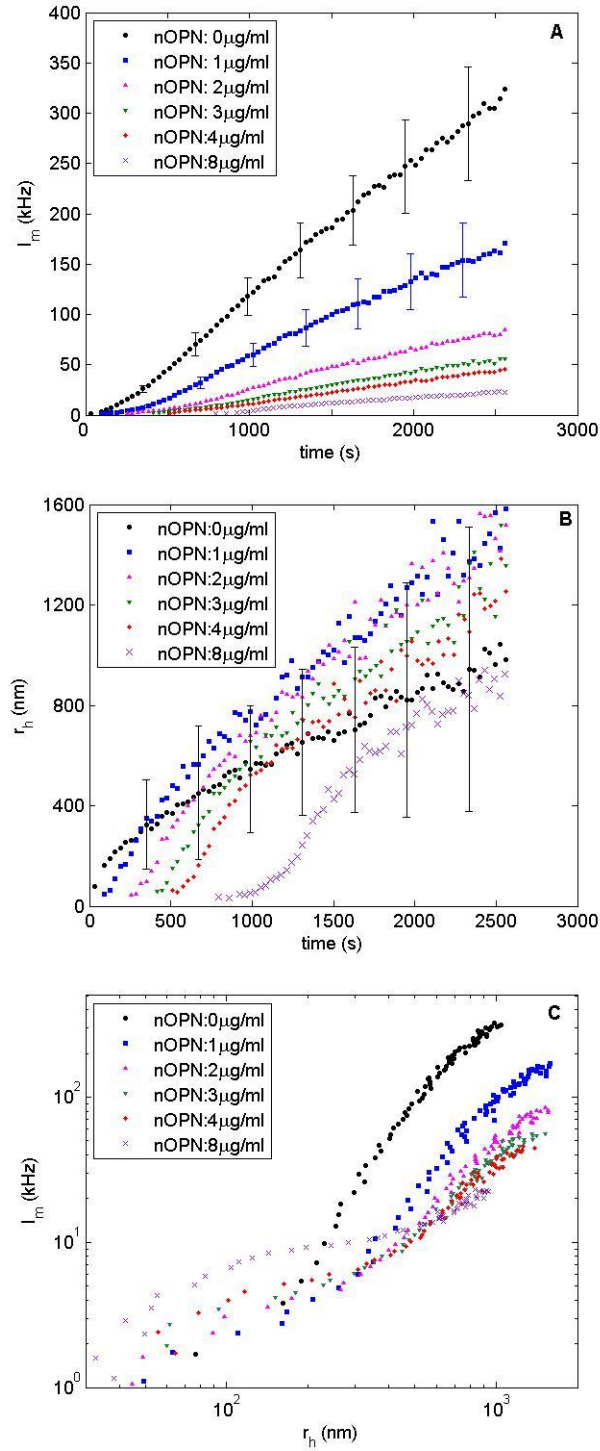 400
350
300
250
200
150
100
50
0
I_m (kHz)
A
nOPN: 0μg/ml
nOPN: 1μg/ml
nOPN: 2μg/ml
nOPN: 3μg/ml
nOPN:4μg/ml
nOPN:8μg/ml
0 1000 2000 3000
time (s)
1600
1200
800
400
0
r_h (nm)
B
nOPN:0μg/ml
nOPN:1μg/ml
nOPN:2μg/ml
nOPN:3μg/ml
nOPN:4μg/ml
nOPN:8μg/ml
0 500 1000 1500 2000 2500 3000
time (s)
10^2
10^1
10^0
I_m (kHz)
C
nOPN:0μg/ml
nOPN:1μg/ml
nOPN:2μg/ml
nOPN:3μg/ml
nOPN:4μg/ml
nOPN:8μg/ml
10^2 10^3
r_h (nm)